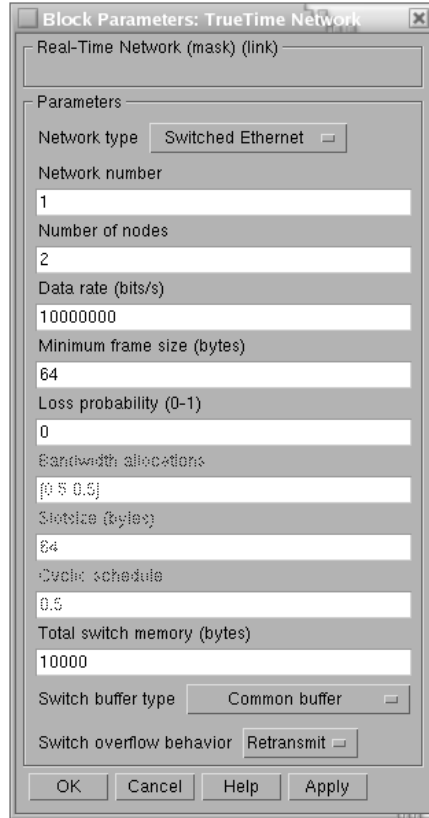 Block Parameters: TrueTime Network
Real-Time Network (mask) (link)
Parameters
Network type Switched Ethernet
Network number
1
Number of nodes
2
Data rate (bits/s)
10000000
Minimum frame size (bytes)
64
Loss probability (0-1)
0
Bandwidth allocations
[0.5 0.5]
Slotsize (bytes)
64
Cyclic schedule
0.5
Total switch memory (bytes)
10000
Switch buffer type Common buffer
Switch overflow behavior Retransmit
OK Cancel Help Apply